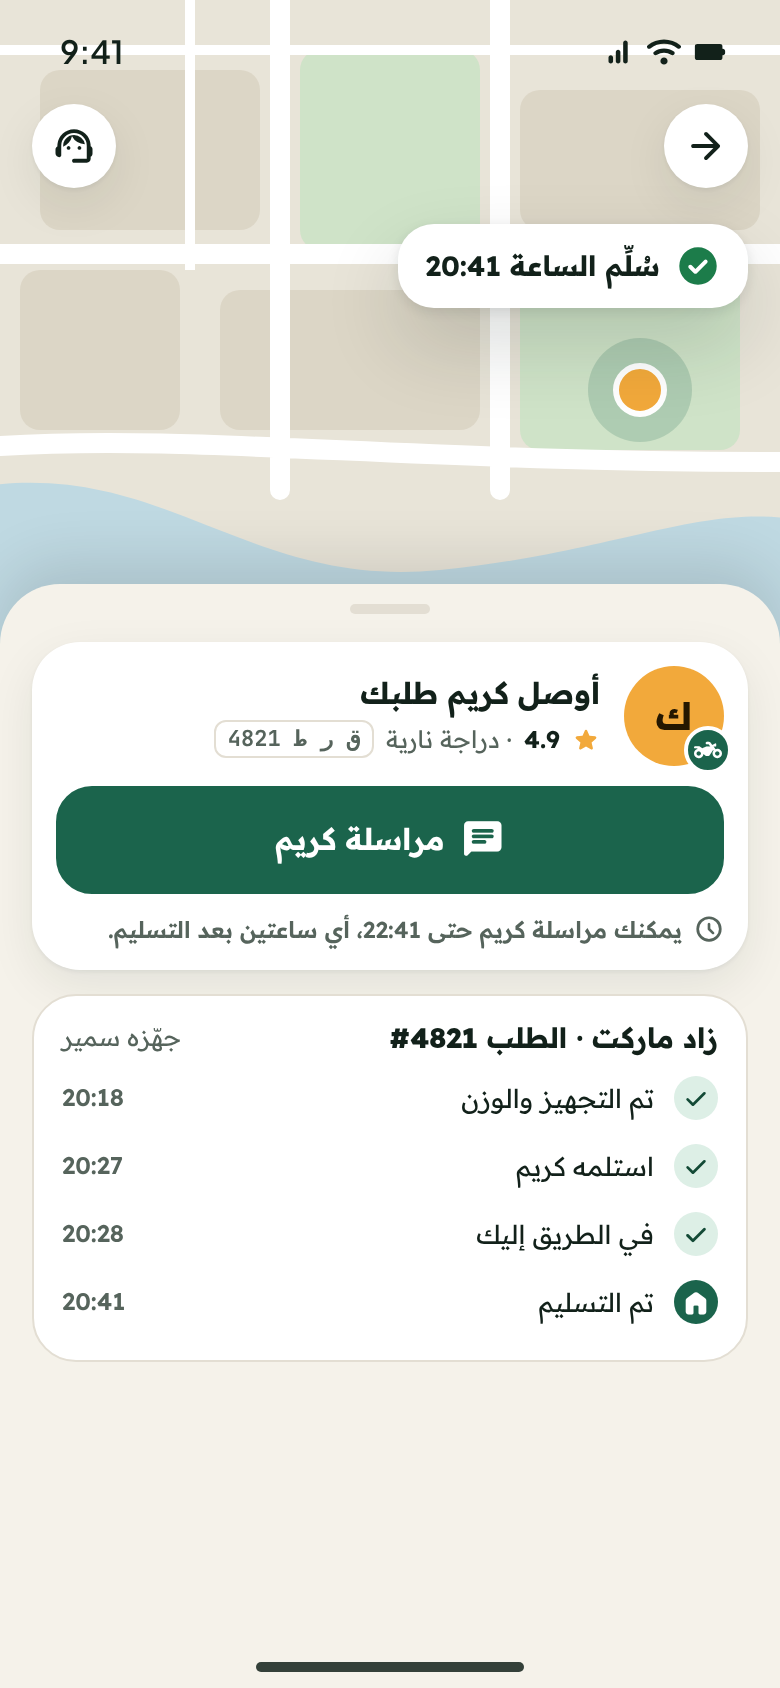 9:41
سُلِّم الساعة 20:41
أوصل كريم طلبك
ك
4.9 · دراجة نارية ق ر ط 4821
مراسلة كريم
يمكنك مراسلة كريم حتى 22:41، أي ساعتين بعد التسليم.
زاد ماركت · الطلب #4821
جهّزه سمير
تم التجهيز والوزن 20:18
استلمه كريم 20:27
في الطريق إليك 20:28
تم التسليم 20:41